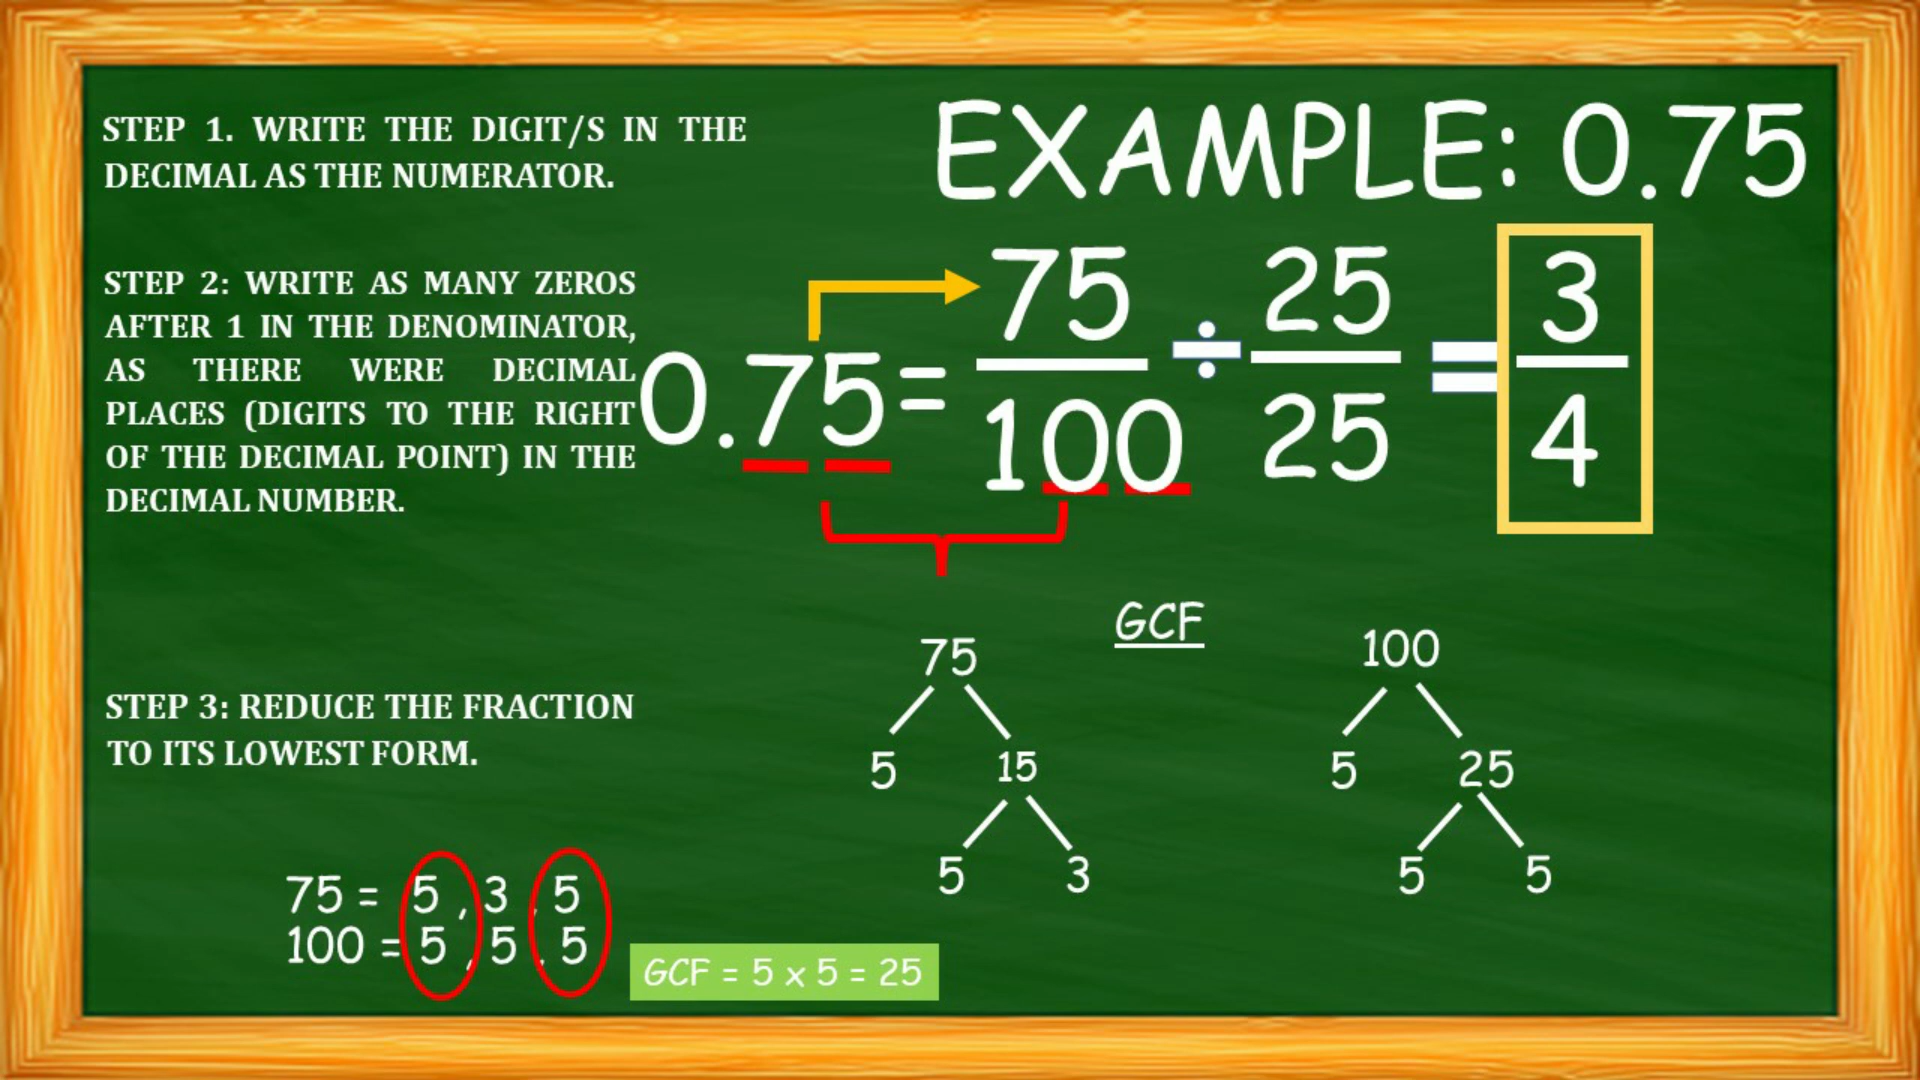 STEP 1. WRITE THE DIGIT/S IN THE
DECIMAL AS THE NUMERATOR.
EXAMPLE: 0.75
STEP 2: WRITE AS MANY ZEROS
AFTER 1 IN THE DENOMINATOR,
AS THERE WERE DECIMAL
PLACES (DIGITS TO THE RIGHT
OF THE DECIMAL POINT) IN THE
DECIMAL NUMBER.
0.75 = 75/100 ÷ 25/25 = 3/4
GCF
75
5 15
5 3
100
5 25
5 5
STEP 3: REDUCE THE FRACTION
TO ITS LOWEST FORM.
75 = 5 , 3 , 5
100 = 5 , 5 , 5
GCF = 5 x 5 = 25